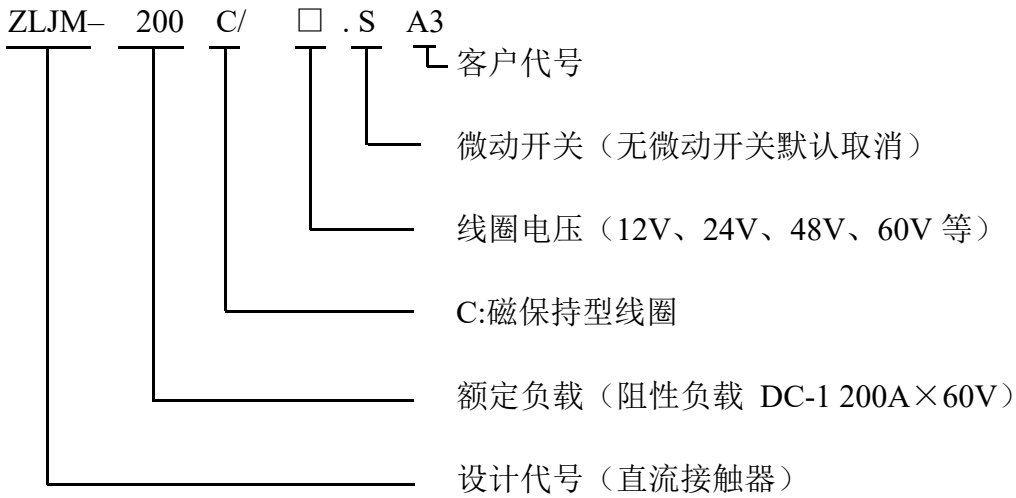 ZLJM– 200 C/ □ . S A3
客户代号
微动开关（无微动开关默认取消）
线圈电压（12V、24V、48V、60V 等）
C:磁保持型线圈
额定负载（阻性负载 DC-1 200A×60V）
设计代号（直流接触器）